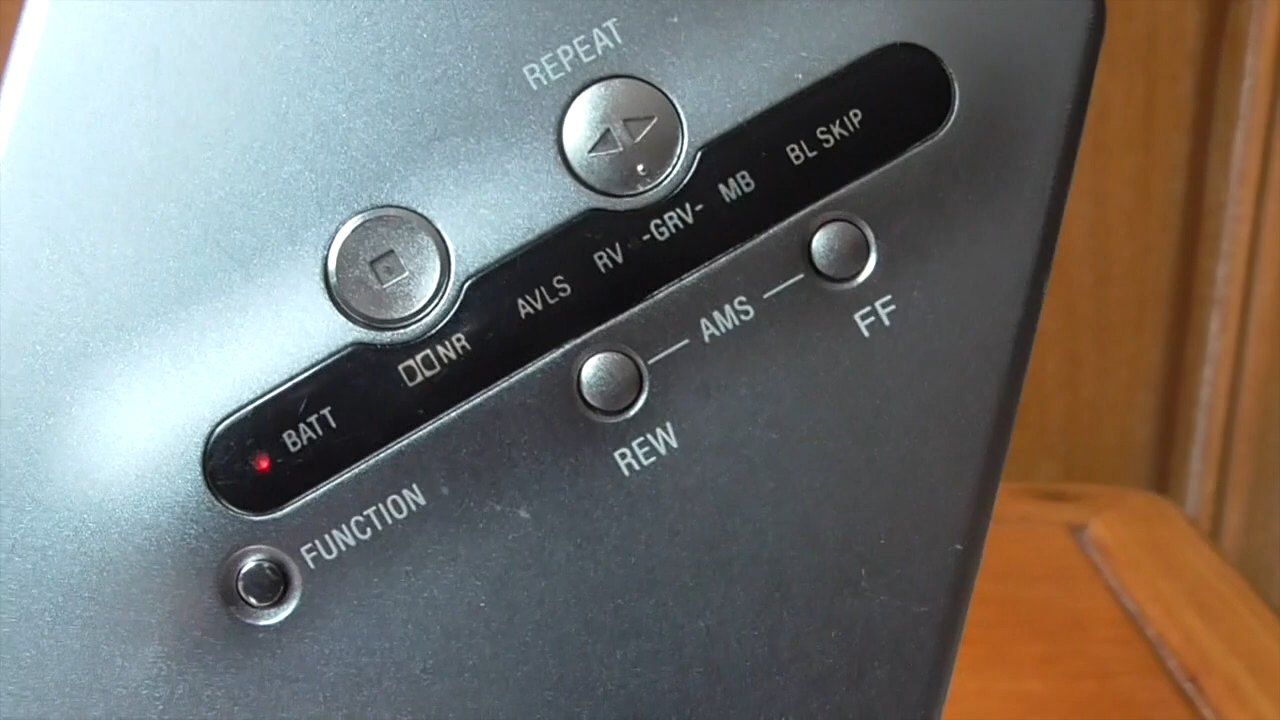 REPEAT
BATT NR AVLS RV -GRV- MB BL SKIP
FUNCTION
REW — AMS — FF